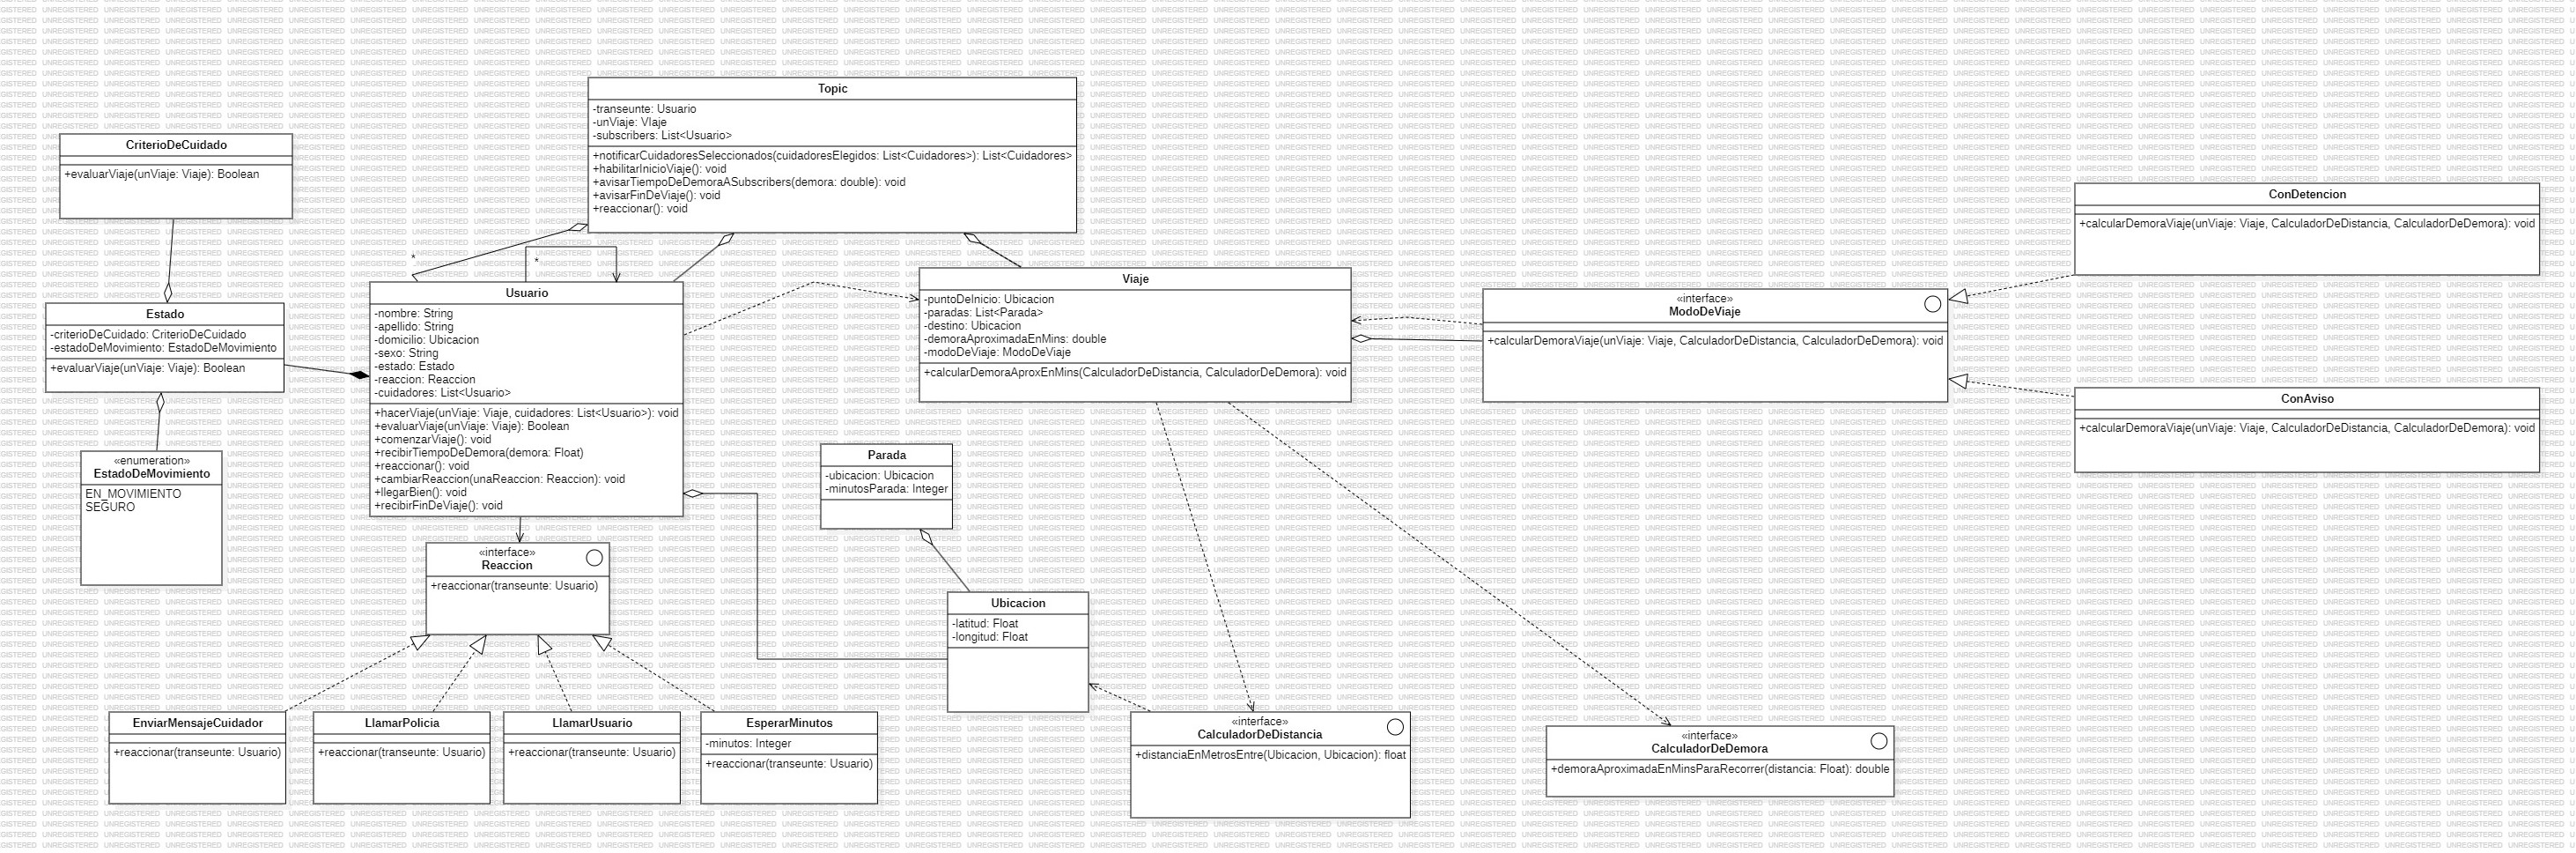 Topic
-transeunte: Usuario
-unViaje: VIaje
-subscribers: List<Usuario>
+notificarCuidadoresSeleccionados(cuidadoresElegidos: List<Cuidadores>): List<Cuidadores>
+habilitarInicioViaje(): void
+avisarTiempoDeDemoraASubscribers(demora: double): void
+avisarFinDeViaje(): void
+reaccionar(): void
CriterioDeCuidado
+evaluarViaje(unViaje: Viaje): Boolean
Estado
-criterioDeCuidado: CriterioDeCuidado
-estadoDeMovimiento: EstadoDeMovimiento
+evaluarViaje(unViaje: Viaje): Boolean
«enumeration»
EstadoDeMovimiento
EN_MOVIMIENTO
SEGURO
*
*
Usuario
-nombre: String
-apellido: String
-domicilio: Ubicacion
-sexo: String
-estado: Estado
-reaccion: Reaccion
-cuidadores: List<Usuario>
+hacerViaje(unViaje: Viaje, cuidadores: List<Usuario>): void
+evaluarViaje(unViaje: Viaje): Boolean
+comenzarViaje(): void
+recibirTiempoDeDemora(demora: Float)
+reaccionar(): void
+cambiarReaccion(unaReaccion: Reaccion): void
+llegarBien(): void
+recibirFinDeViaje(): void
Viaje
-puntoDeInicio: Ubicacion
-paradas: List<Parada>
-destino: Ubicacion
-demoraAproximadaEnMins: double
-modoDeViaje: ModoDeViaje
+calcularDemoraAproxEnMins(CalculadorDeDistancia, CalculadorDeDemora): void
«interface»
ModoDeViaje
+calcularDemoraViaje(unViaje: Viaje, CalculadorDeDistancia, CalculadorDeDemora): void
ConDetencion
+calcularDemoraViaje(unViaje: Viaje, CalculadorDeDistancia, CalculadorDeDemora): void
ConAviso
+calcularDemoraViaje(unViaje: Viaje, CalculadorDeDistancia, CalculadorDeDemora): void
Parada
-ubicacion: Ubicacion
-minutosParada: Integer
«interface»
Reaccion
+reaccionar(transeunte: Usuario)
Ubicacion
-latitud: Float
-longitud: Float
EnviarMensajeCuidador
+reaccionar(transeunte: Usuario)
LlamarPolicia
+reaccionar(transeunte: Usuario)
LlamarUsuario
+reaccionar(transeunte: Usuario)
EsperarMinutos
-minutos: Integer
+reaccionar(transeunte: Usuario)
«interface»
CalculadorDeDistancia
+distanciaEnMetrosEntre(Ubicacion, Ubicacion): float
«interface»
CalculadorDeDemora
+demoraAproximadaEnMinsParaRecorrer(distancia: Float): double
UNREGISTERED